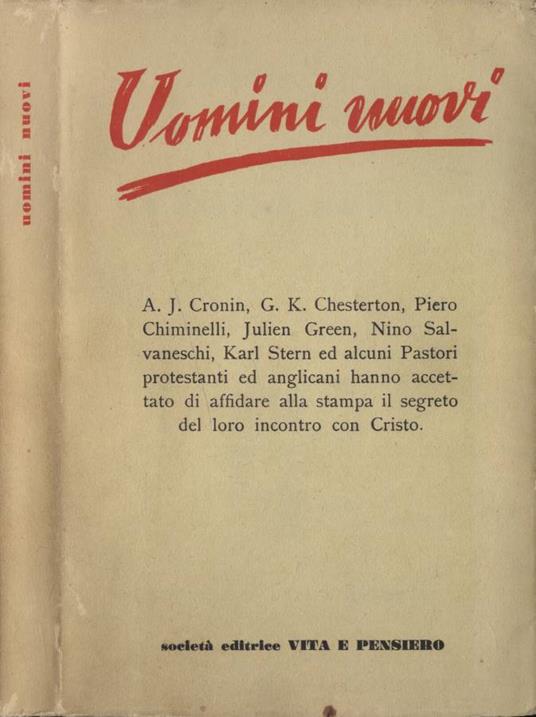 uomini nuovi
Uomini nuovi
A. J. Cronin, G. K. Chesterton, Piero
Chiminelli, Julien Green, Nino Sal-
vaneschi, Karl Stern ed alcuni Pastori
protestanti ed anglicani hanno accet-
tato di affidare alla stampa il segreto
del loro incontro con Cristo.
società editrice VITA E PENSIERO